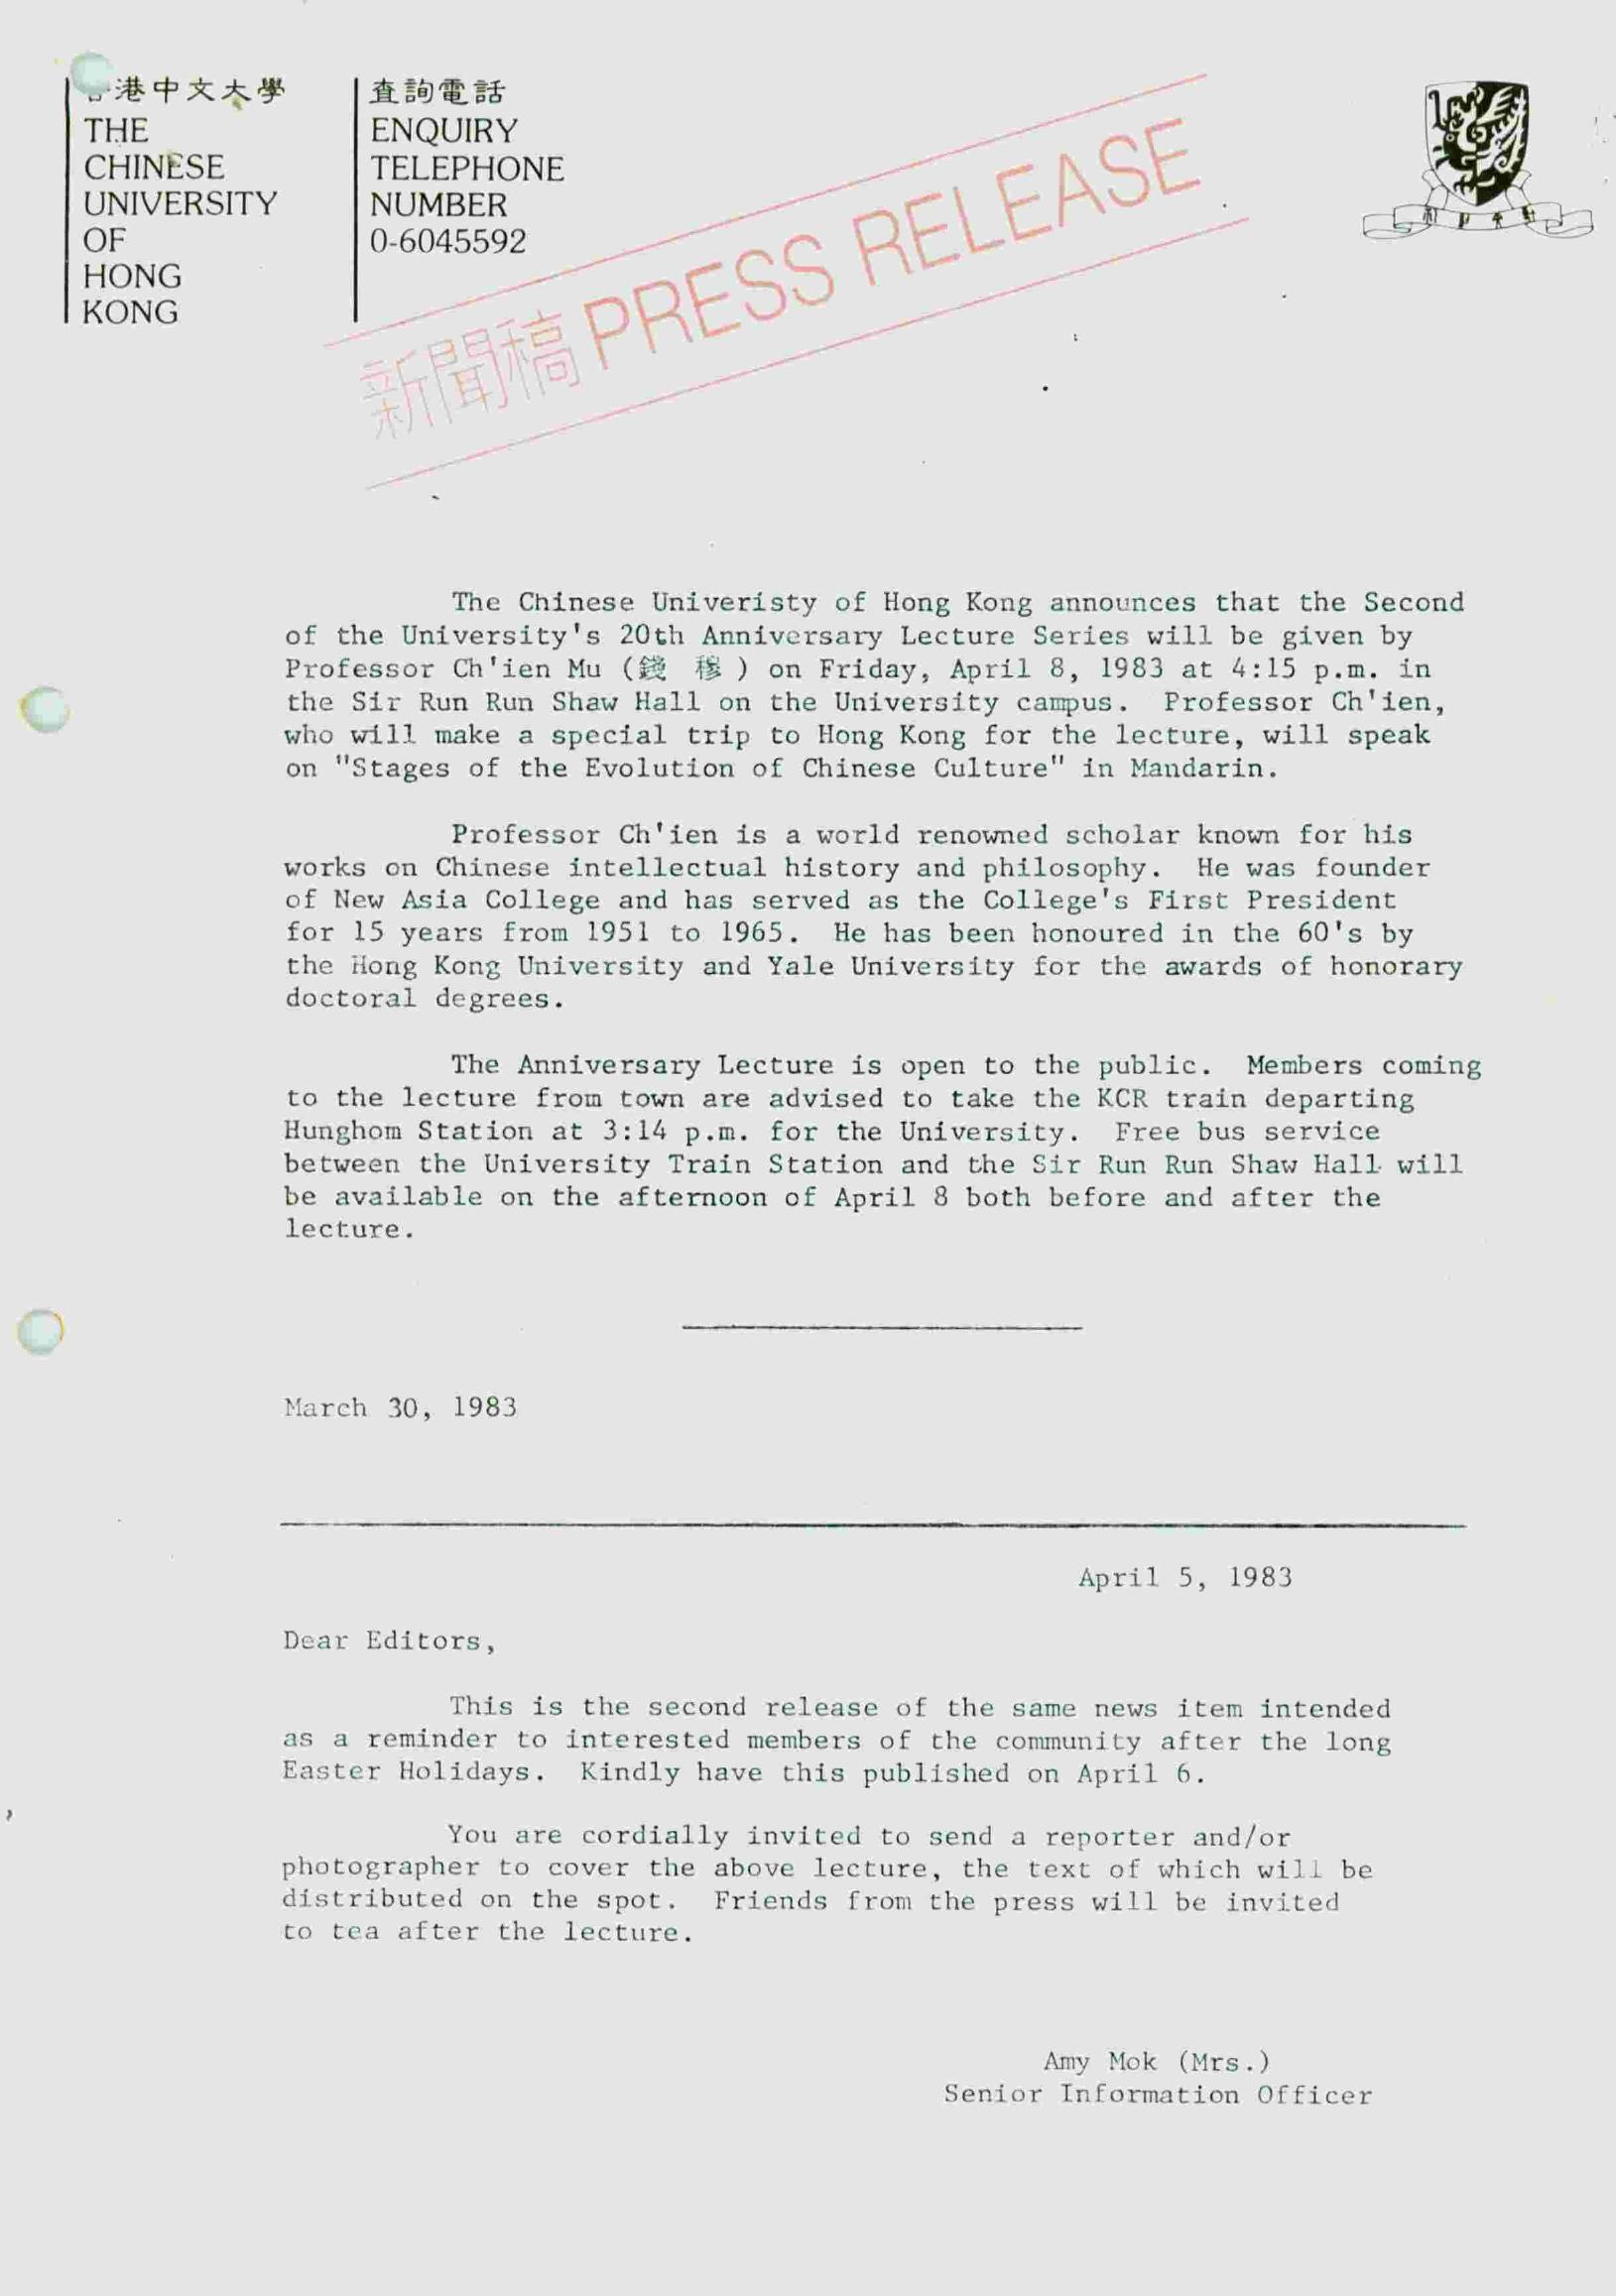 港中文大學
THE
CHINESE
UNIVERSITY
OF
HONG
KONG
查詢電話
ENQUIRY
TELEPHONE
NUMBER
0-6045592
新聞稿 PRESS RELEASE
The Chinese Univeristy of Hong Kong announces that the Second
of the University's 20th Anniversary Lecture Series will be given by
Professor Ch'ien Mu (錢 穆 ) on Friday, April 8, 1983 at 4:15 p.m. in
the Sir Run Run Shaw Hall on the University campus. Professor Ch'ien,
who will make a special trip to Hong Kong for the lecture, will speak
on "Stages of the Evolution of Chinese Culture" in Mandarin.
Professor Ch'ien is a world renowned scholar known for his
works on Chinese intellectual history and philosophy. He was founder
of New Asia College and has served as the College's First President
for 15 years from 1951 to 1965. He has been honoured in the 60's by
the Hong Kong University and Yale University for the awards of honorary
doctoral degrees.
The Anniversary Lecture is open to the public. Members coming
to the lecture from town are advised to take the KCR train departing
Hunghom Station at 3:14 p.m. for the University. Free bus service
between the University Train Station and the Sir Run Run Shaw Hall will
be available on the afternoon of April 8 both before and after the
lecture.
March 30, 1983
April 5, 1983
Dear Editors,
This is the second release of the same news item intended
as a reminder to interested members of the community after the long
Easter Holidays. Kindly have this published on April 6.
You are cordially invited to send a reporter and/or
photographer to cover the above lecture, the text of which will be
distributed on the spot. Friends from the press will be invited
to tea after the lecture.
Amy Mok (Mrs.)
Senior Information Officer